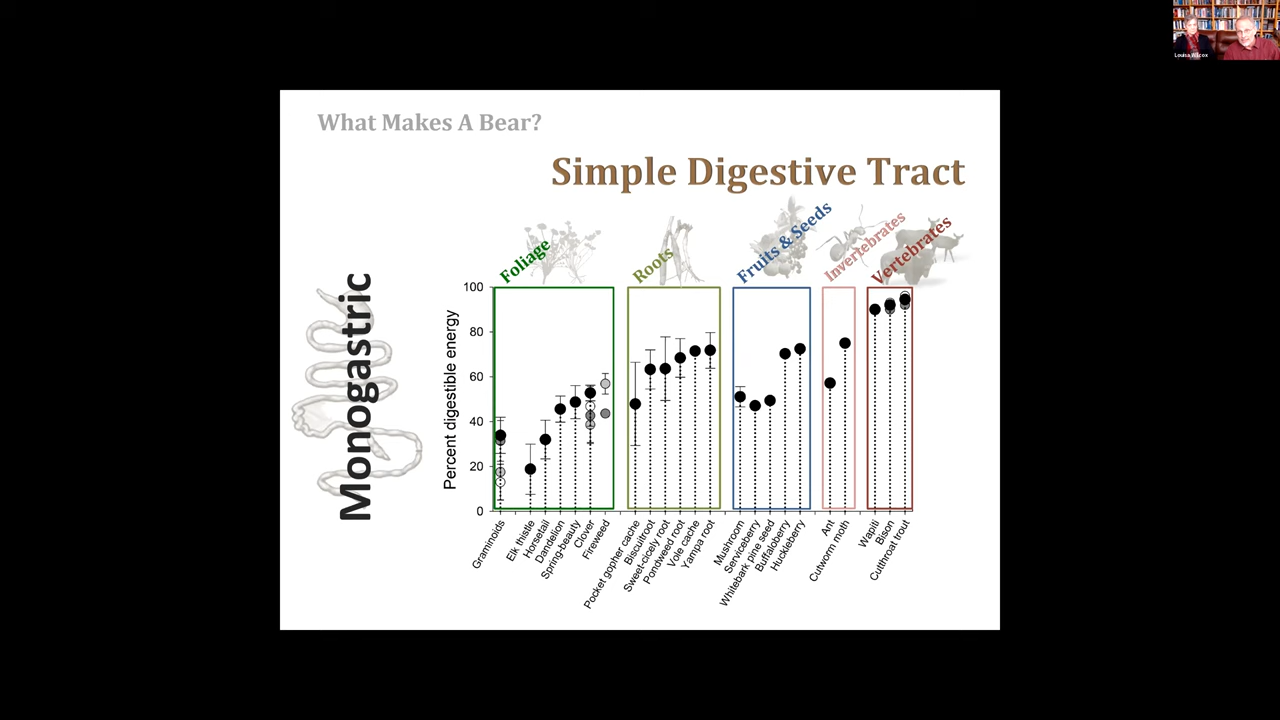 Louisa Wilcox
What Makes A Bear?
Simple Digestive Tract
Monogastric
Foliage
Roots
Fruits & Seeds
Invertebrates
Vertebrates
Percent digestible energy
100
80
60
40
20
0
Graminoids
Elk thistle
Horsetail
Dandelion
Spring-beauty
Clover
Fireweed
Pocket gopher cache
Biscuitroot
Sweet-cicely root
Pondweed root
Vole cache
Yampa root
Mushroom
Serviceberry
Whitebark pine seed
Buffaloberry
Huckleberry
Ant
Cutworm moth
Wapiti
Bison
Cutthroat trout